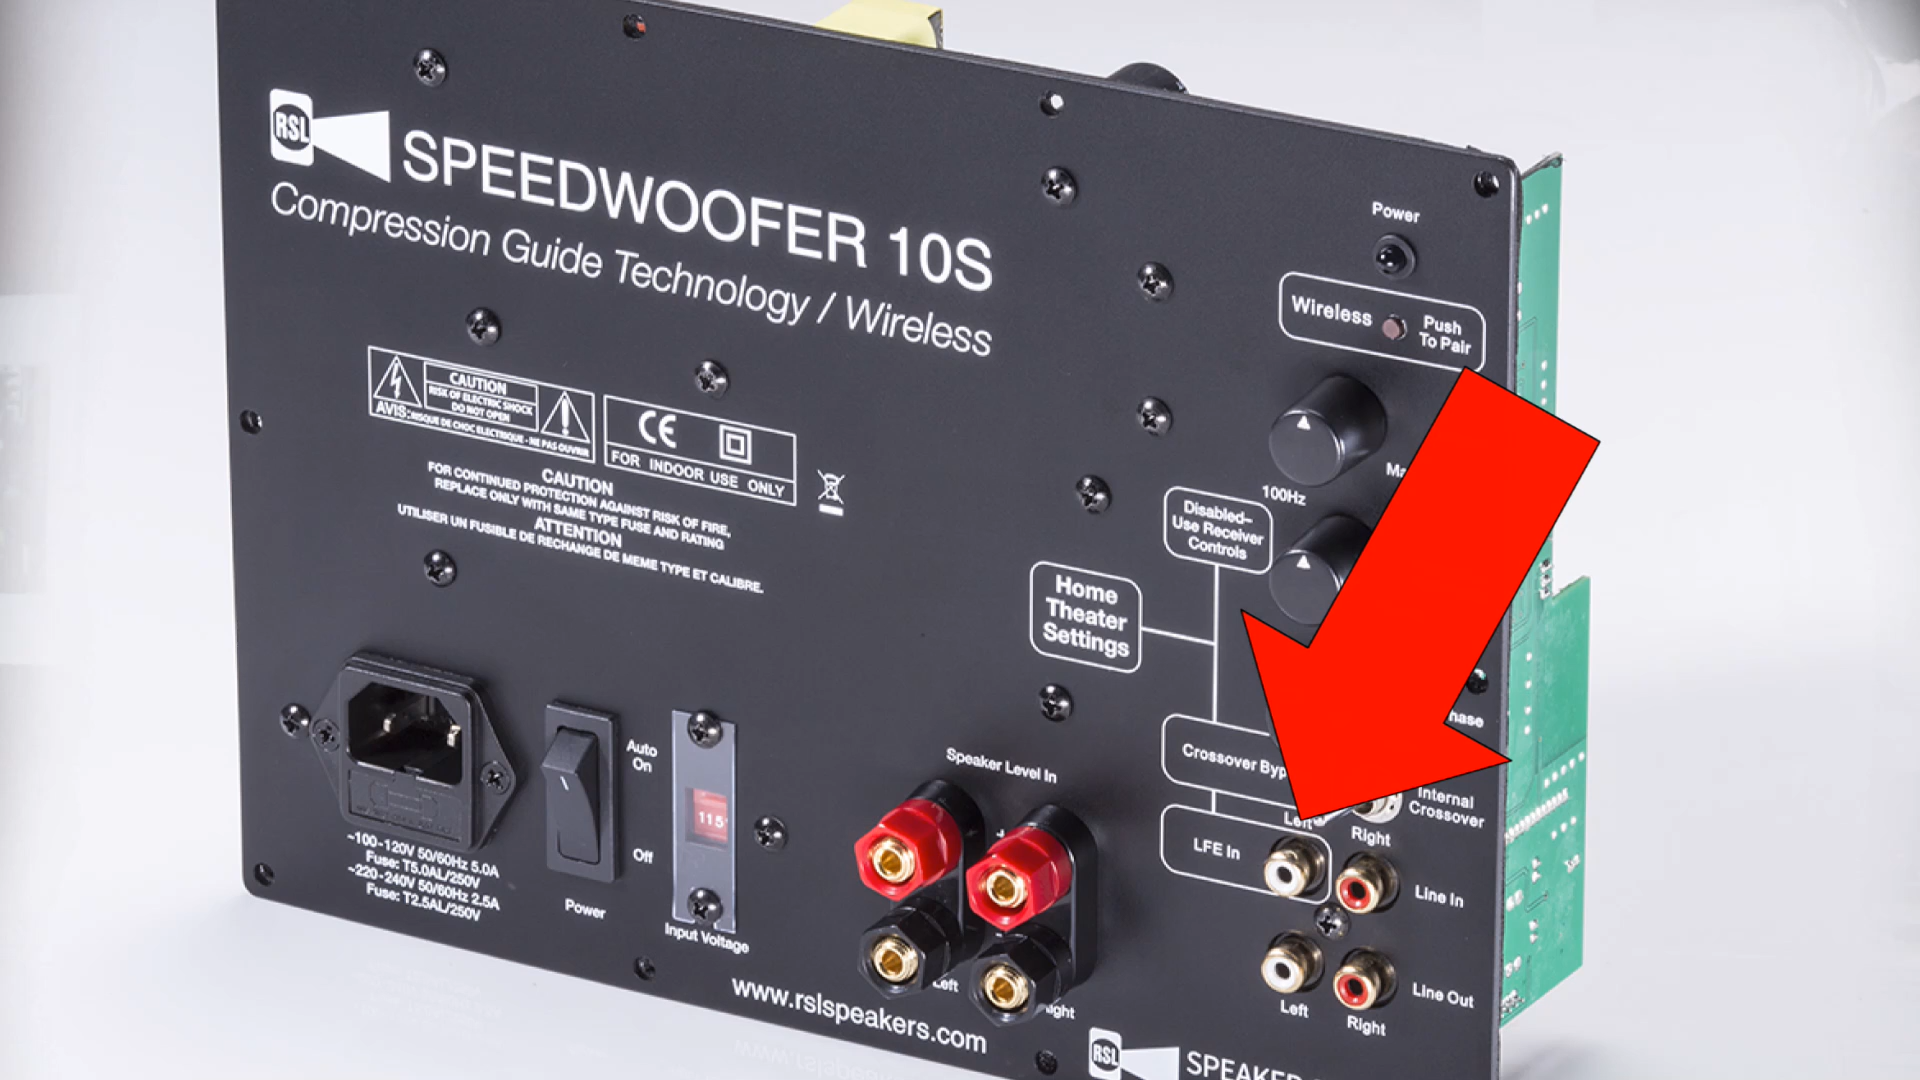 RSL
SPEEDWOOFER 10S
Compression Guide Technology / Wireless
Power
Wireless
Push
To Pair
CAUTION
RISK OF ELECTRIC SHOCK
DO NOT OPEN
AVIS: RISQUE DE CHOC ELECTRIQUE - NE PAS OUVRIR
CE
FOR INDOOR USE ONLY
CAUTION
FOR CONTINUED PROTECTION AGAINST RISK OF FIRE,
REPLACE ONLY WITH SAME TYPE FUSE AND RATING
ATTENTION
UTILISER UN FUSIBLE DE RECHANGE DE MEME TYPE ET CALIBRE.
100Hz
Disabled–
Use Receiver
Controls
Home
Theater
Settings
Auto
On
Off
Power
115
Input Voltage
~100-120V 50/60Hz 5.0A
Fuse: T5.0AL/250V
~220-240V 50/60Hz 2.5A
Fuse: T2.5AL/250V
Speaker Level In
+
-
Left
Right
Crossover Byp
Internal
Crossover
Left
Right
LFE In
Line In
Line Out
Left
Right
www.rslspeakers.com
RSL
SPEAKER